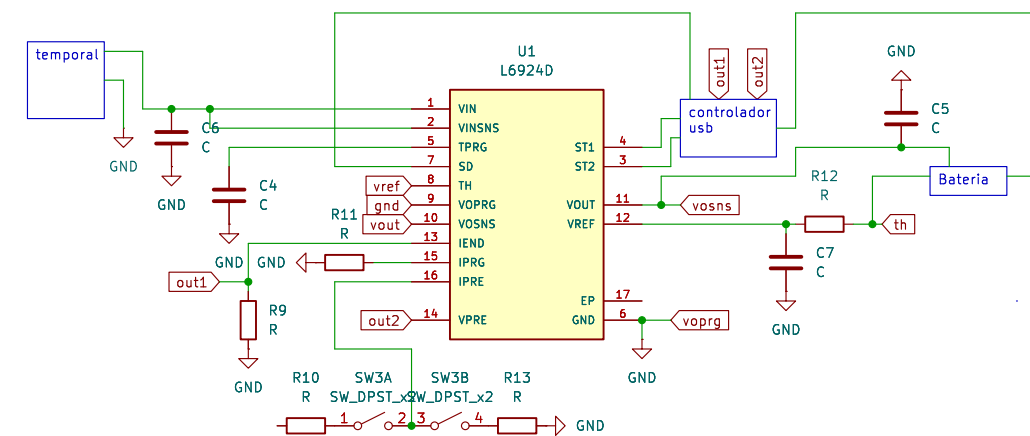 temporal
GND
C6
C
GND
C4
C
GND
U1
L6924D
1
VIN
2
VINSNS
5
TPRG
7
SD
8
TH
9
VOPRG
10
VOSNS
13
IEND
15
IPRG
16
IPRE
14
VPRE
4
ST1
3
ST2
11
VOUT
12
VREF
17
EP
6
GND
vref
gnd
vout
R11
R
GND
out1
R9
R
GND
out2
out1
out2
controlador
usb
GND
C5
C
Bateria
R12
R
vosns
th
C7
C
GND
voprg
GND
R10
R
SW3A
SW_DPST_x2
1
2
SW3B
SW_DPST_x2
3
4
R13
R
GND